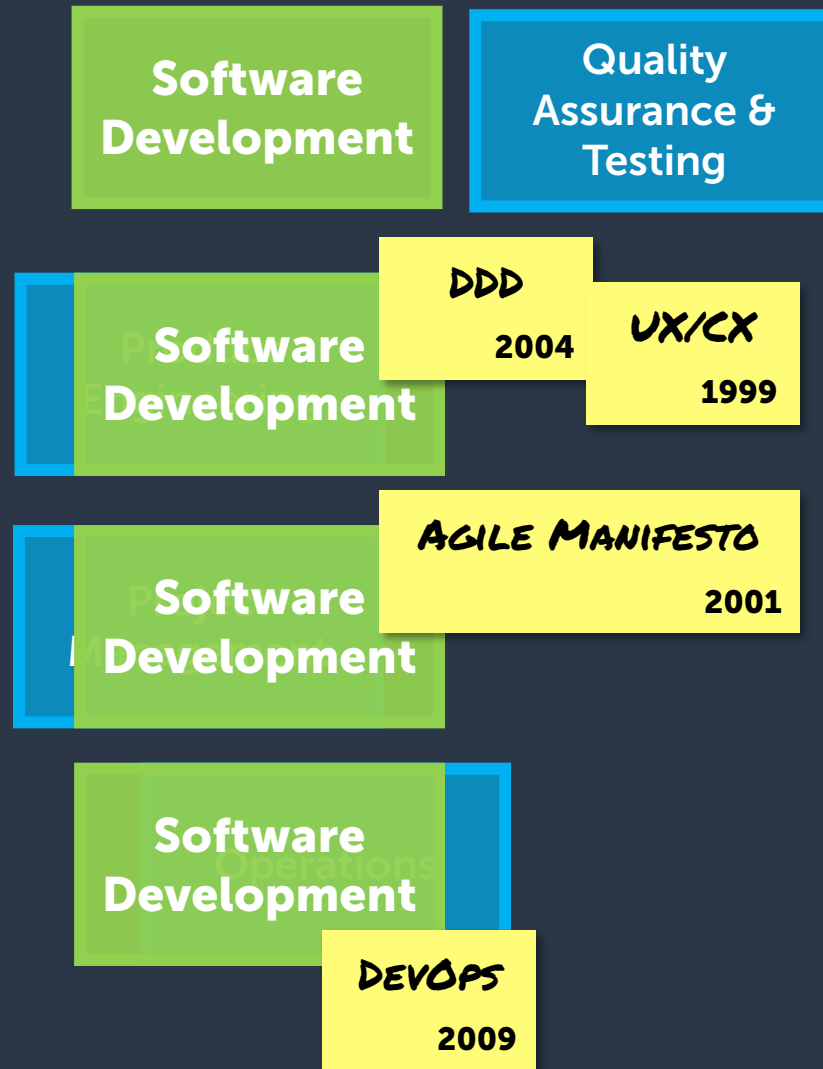 Software
Development
Quality
Assurance &
Testing
DDD
2004
UX/CX
1999
Software
Development
Agile Manifesto
2001
Software
Development
Software
Operations
Development
DevOps
2009